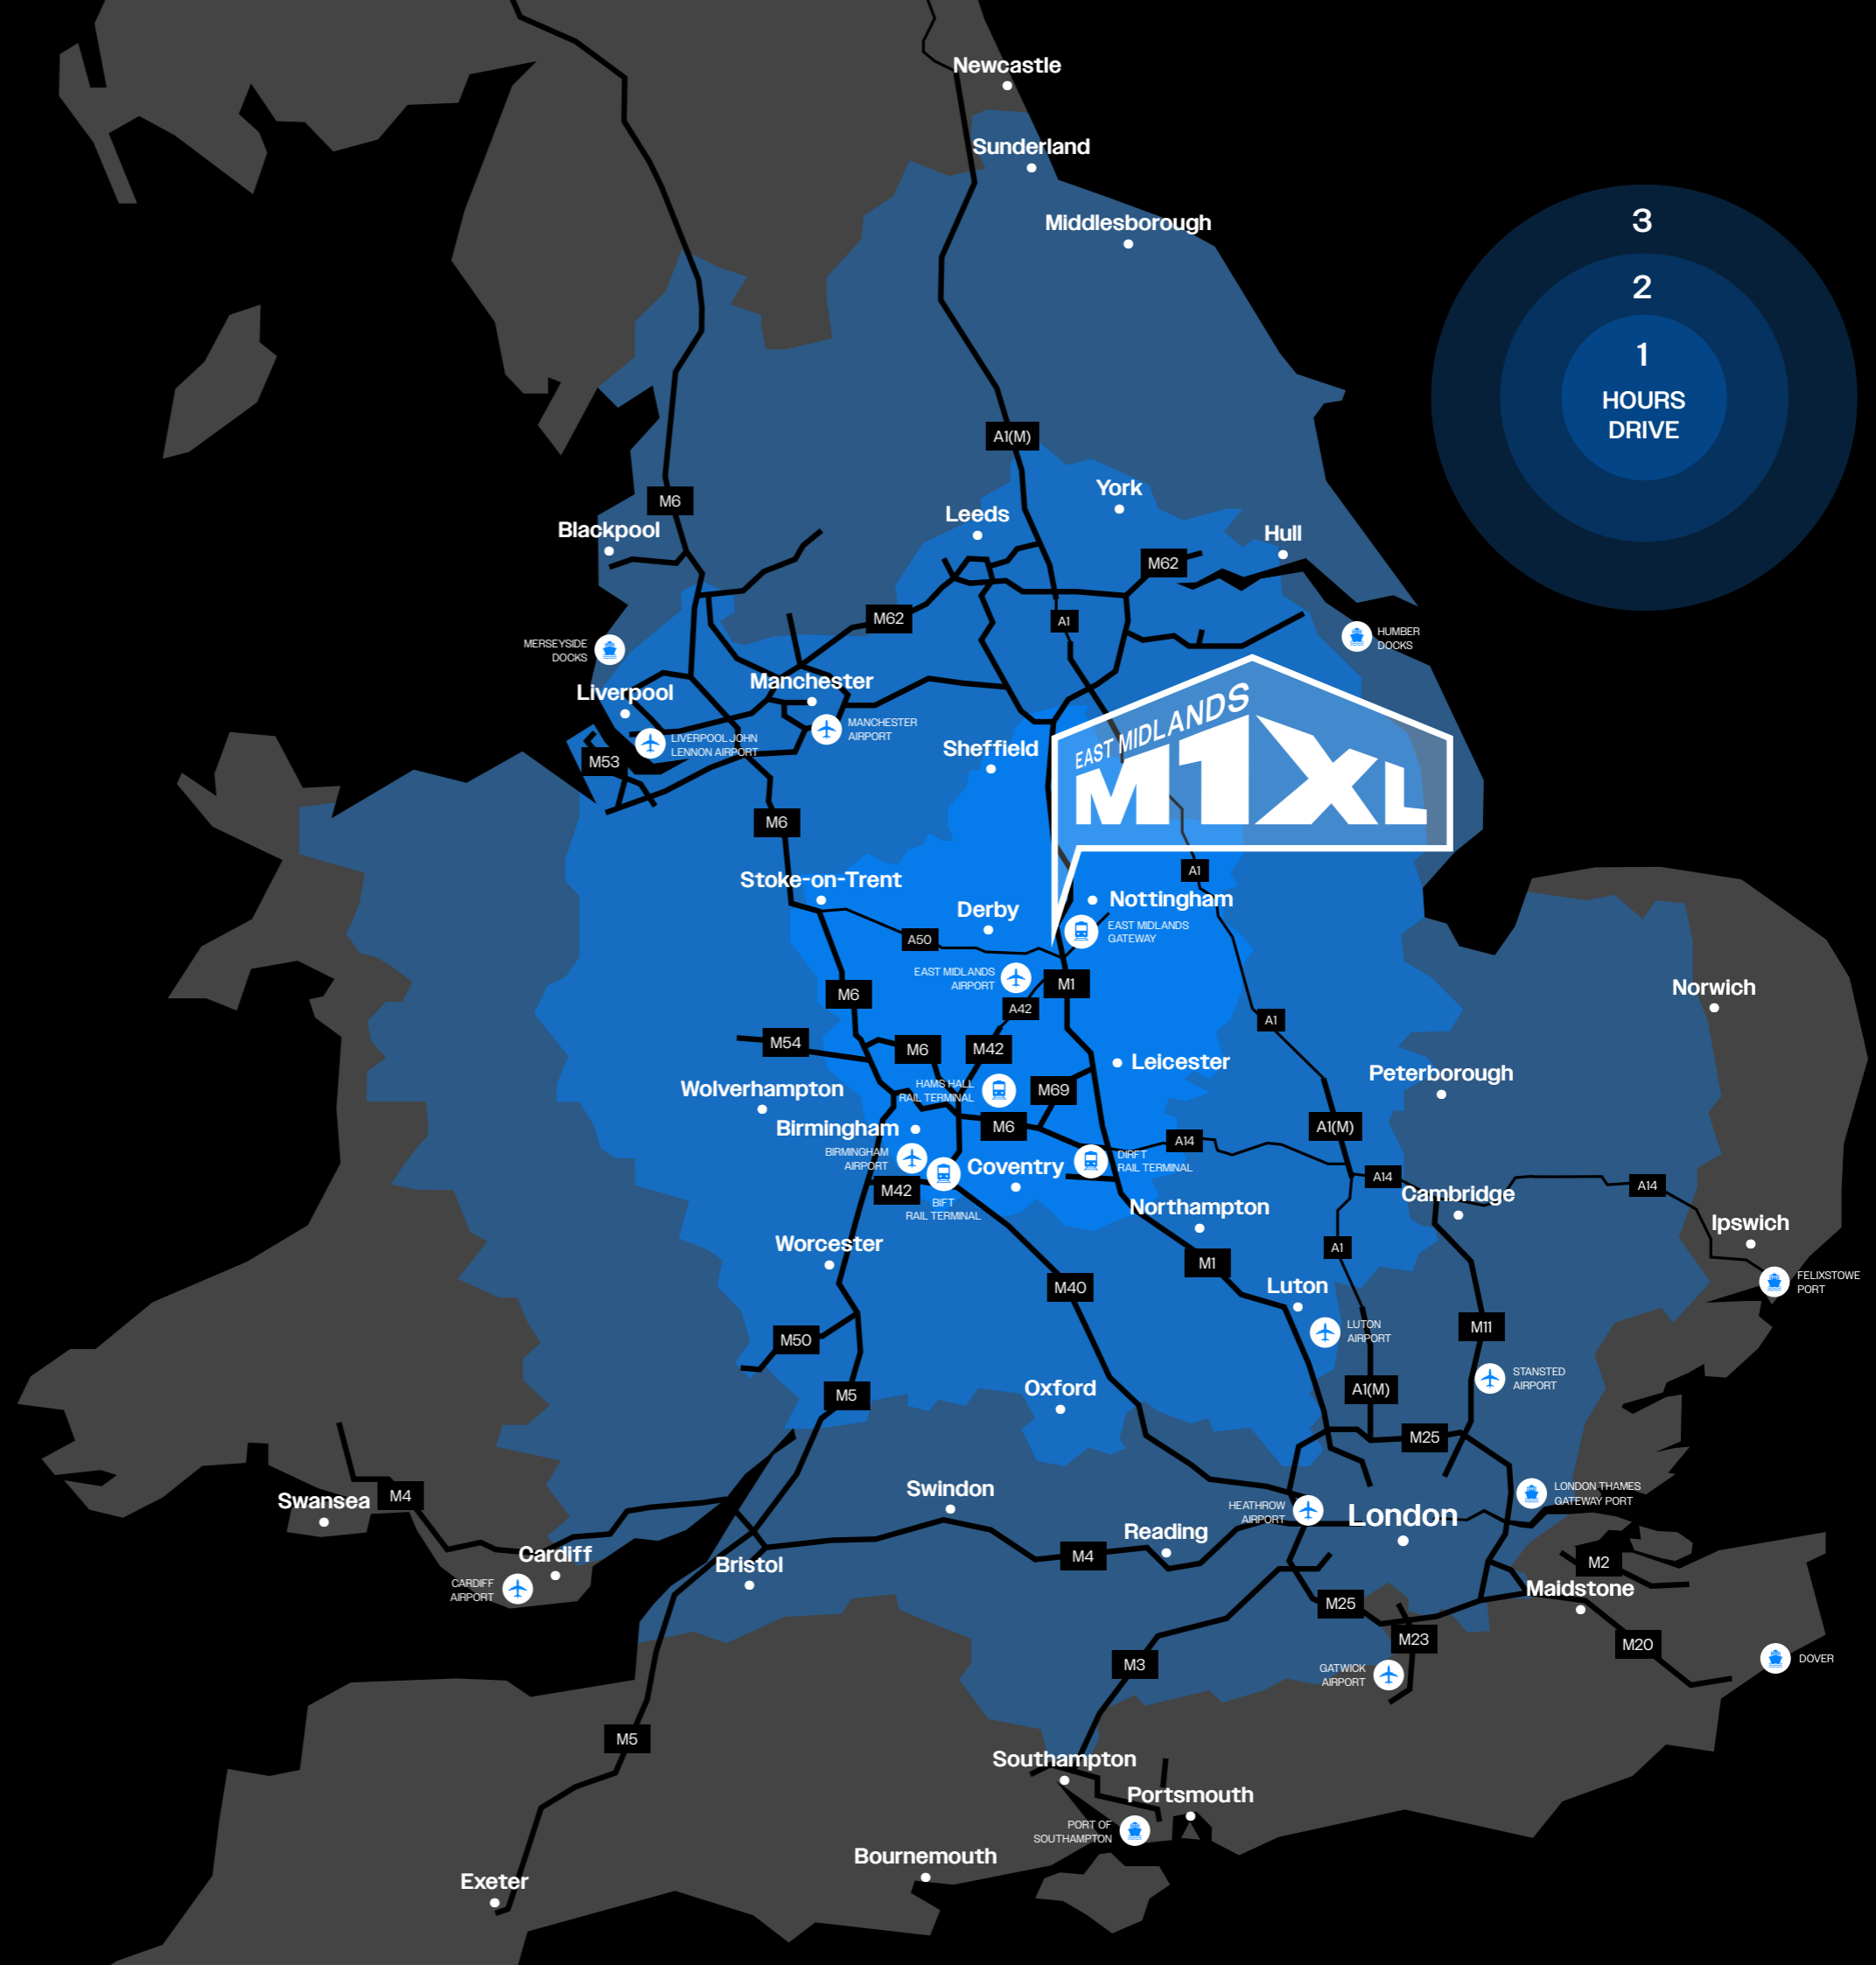 Newcastle
Sunderland
Middlesborough
3
2
1
HOURS
DRIVE
A1(M)
M6
York
Leeds
Blackpool
Hull
M62
M62
A1
MERSEYSIDE
DOCKS
HUMBER
DOCKS
Liverpool
Manchester
MANCHESTER
AIRPORT
LIVERPOOL JOHN
LENNON AIRPORT
M53
Sheffield
EAST MIDLANDS
M1XL
M6
A1
Stoke-on-Trent
Derby
Nottingham
EAST MIDLANDS
GATEWAY
A50
EAST MIDLANDS
AIRPORT
M1
M6
A42
A1
Norwich
M54
M6
M42
Leicester
Peterborough
Wolverhampton
HAMS HALL
RAIL TERMINAL
M69
Birmingham
M6
A1(M)
A14
BIRMINGHAM
AIRPORT
Coventry
DIRFT
RAIL TERMINAL
A14
A14
M42
BIFT
RAIL TERMINAL
Cambridge
Northampton
Ipswich
Worcester
A1
M1
FELIXSTOWE
PORT
M40
Luton
M11
LUTON
AIRPORT
M50
STANSTED
AIRPORT
Oxford
M5
A1(M)
M25
Swansea
M4
Swindon
HEATHROW
AIRPORT
London
LONDON THAMES
GATEWAY PORT
Reading
M4
Cardiff
CARDIFF
AIRPORT
Bristol
M2
Maidstone
M25
M23
M20
DOVER
M3
GATWICK
AIRPORT
M5
Southampton
Portsmouth
PORT OF
SOUTHAMPTON
Bournemouth
Exeter